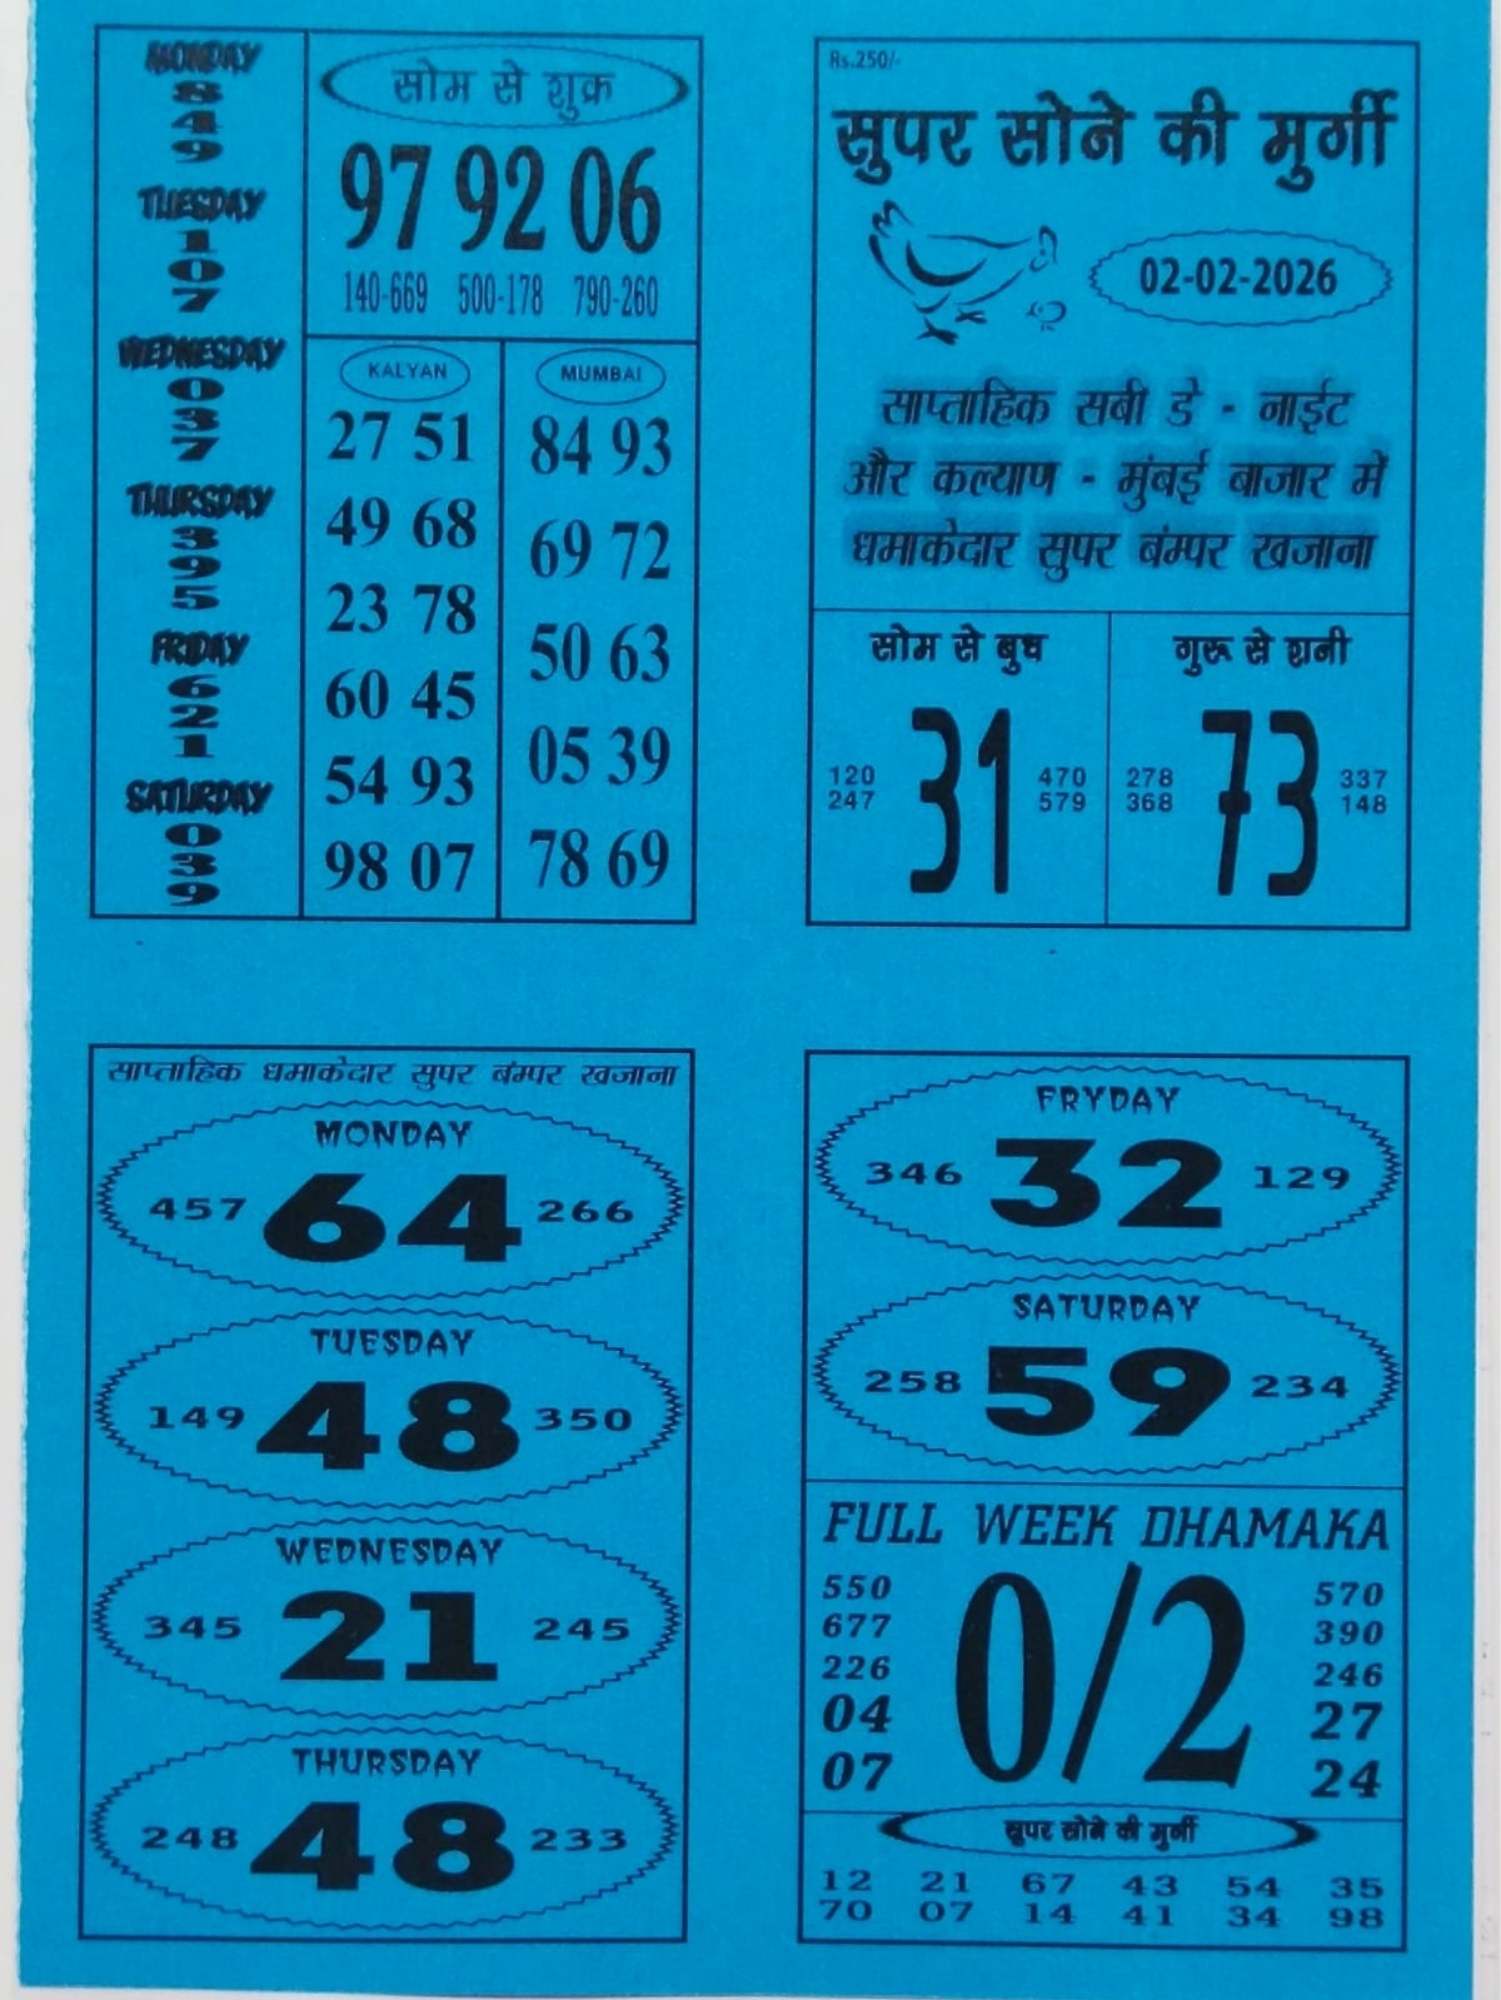 MONDAY
8
4
9
TUESDAY
1
0
7
WEDNESDAY
0
3
7
THURSDAY
3
9
5
FRIDAY
6
2
1
SATURDAY
0
3
9
सोम से शुक्र
97 92 06
140-669 500-178 790-260
KALYAN
27 51
49 68
23 78
60 45
54 93
98 07
MUMBAI
84 93
69 72
50 63
05 39
78 69
Rs.250/-
सुपर सोने की मुर्गी
02-02-2026
साप्ताहिक सबी डे - नाईट
और कल्याण - मुंबई बाजार में
धमाकेदार सुपर बंम्पर खजाना
सोम से बुध
120 31 470
247 579
गुरू से शनी
278 73 337
368 148
साप्ताहिक धमाकेदार सुपर बंम्पर खजाना
MONDAY
457 64 266
TUESDAY
149 48 350
WEDNESDAY
345 21 245
THURSDAY
248 48 233
FRYDAY
346 32 129
SATURDAY
258 59 234
FULL WEEK DHAMAKA
550 570
677 390
226 0/2 246
04 27
07 24
सुपर सोने की मुर्गी
12 21 67 43 54 35
70 07 14 41 34 98